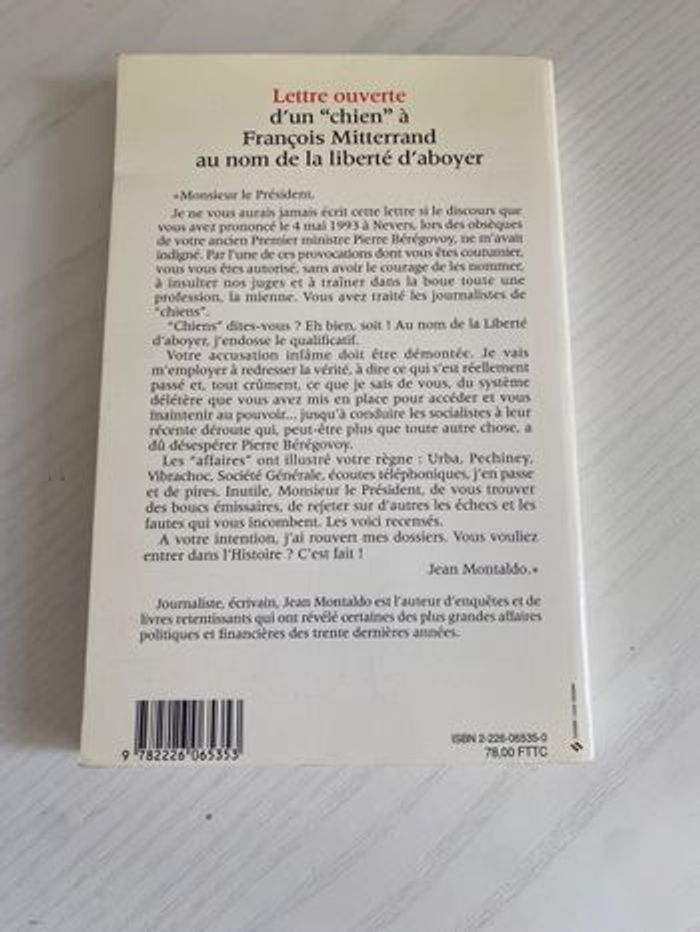 Lettre ouverte
d'un “chien” à
François Mitterrand
au nom de la liberté d'aboyer
«Monsieur le Président,
Je ne vous aurais jamais écrit cette lettre si le discours que
vous avez prononcé le 4 mai 1993 à Nevers, lors des obsèques
de votre ancien Premier ministre Pierre Bérégovoy, ne m'avait
indigné. Par l'une de ces provocations dont vous êtes coutumier,
vous vous êtes autorisé, sans avoir le courage de les nommer,
à insulter nos juges et à traîner dans la boue toute une
profession, la mienne. Vous avez traité les journalistes de
“chiens”.
“Chiens” dites-vous ? Eh bien, soit ! Au nom de la Liberté
d'aboyer, j'endosse le qualificatif.
Votre accusation infâme doit être démontée. Je vais
m'employer à redresser la vérité, à dire ce qui s'est réellement
passé et, tout crûment, ce que je sais de vous, du système
délétère que vous avez mis en place pour accéder et vous
maintenir au pouvoir... jusqu'à conduire les socialistes à leur
récente déroute qui, peut-être plus que toute autre chose, a
dû désespérer Pierre Bérégovoy.
Les “affaires” ont illustré votre règne : Urba, Pechiney,
Vibrachoc, Société Générale, écoutes téléphoniques, j'en passe
et de pires. Inutile, Monsieur le Président, de vous trouver
des boucs émissaires, de rejeter sur d'autres les échecs et les
fautes qui vous incombent. Les voici recensés.
A votre intention, j'ai rouvert mes dossiers. Vous vouliez
entrer dans l'Histoire ? C'est fait !
Jean Montaldo.»
Journaliste, écrivain, Jean Montaldo est l'auteur d'enquêtes et de
livres retentissants qui ont révélé certaines des plus grandes affaires
politiques et financières des trente dernières années.
9 782226 065353
ISBN 2-226-06535-0
78,00 FTTC